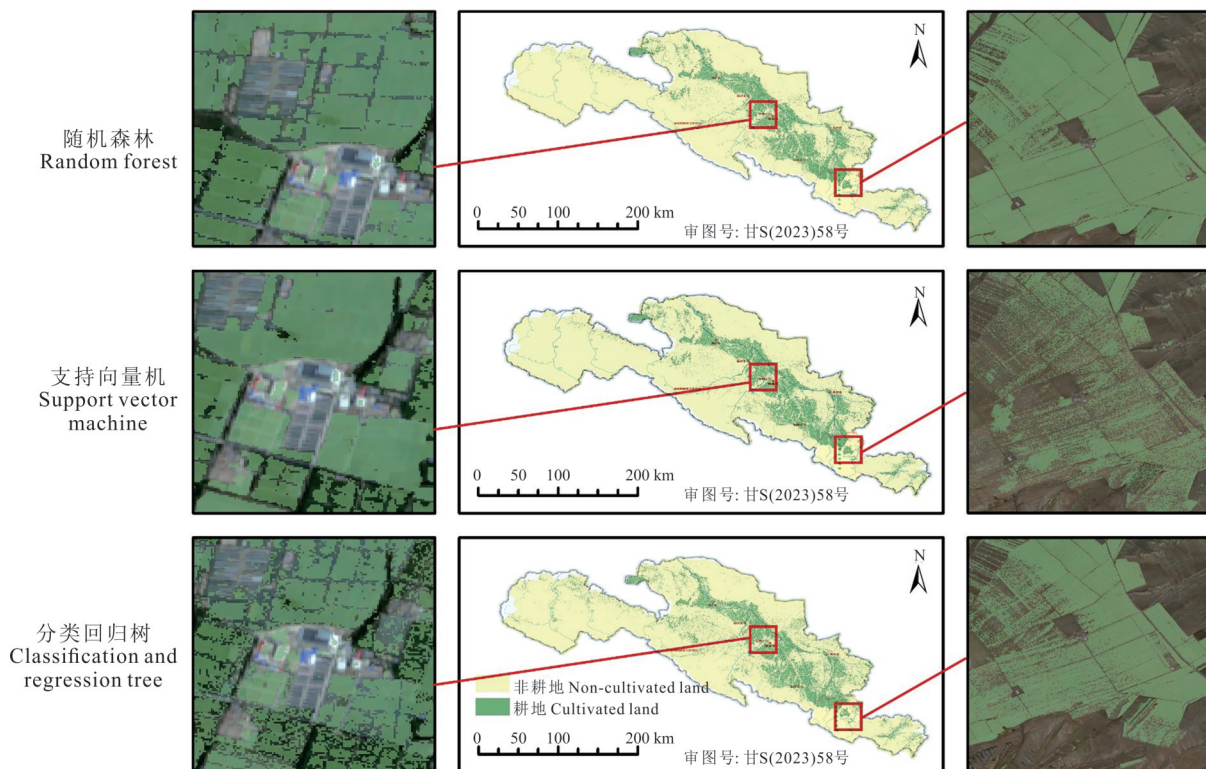 随机森林
Random forest
N
0 50 100 200 km
审图号: 甘S(2023)58号
支持向量机
Support vector
machine
N
0 50 100 200 km
审图号: 甘S(2023)58号
分类回归树
Classification and
regression tree
N
非耕地 Non-cultivated land
耕地 Cultivated land
0 50 100 200 km
审图号: 甘S(2023)58号